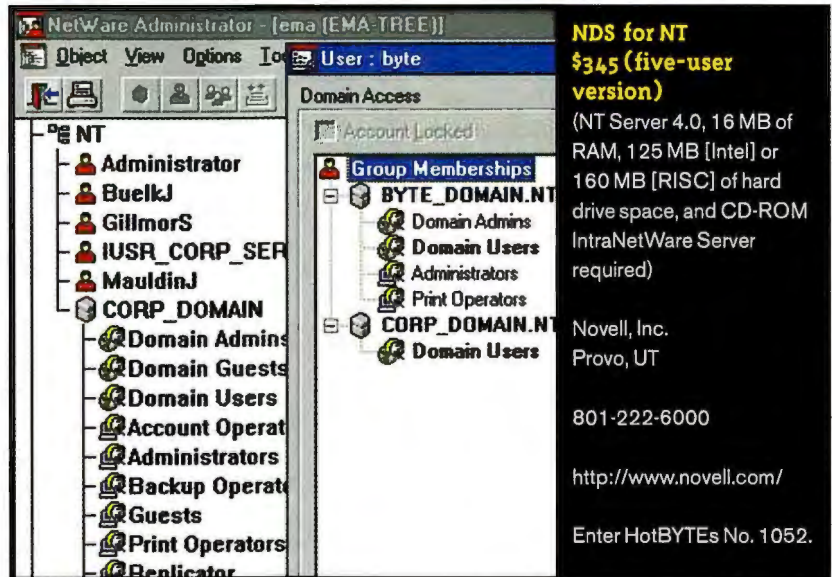 NetWare Administrator - [ema (EMA-TREE)]
Object View Options
NT
Administrator
BuelkJ
GillmorS
IUSR_CORP_SER
MauldinJ
CORP_DOMAIN
Domain Admins
Domain Guests
Domain Users
Account Operat
Administrators
Backup Operat
Guests
Print Operators
Replicator
User : byte
Domain Access
Account Locked
Group Memberships
BYTE_DOMAIN.NT
Domain Admins
Domain Users
Administrators
Print Operators
CORP_DOMAIN.NT
Domain Users
NDS for NT
$345 (five-user
version)
(NT Server 4.0, 16 MB of
RAM, 125 MB [Intel] or
160 MB [RISC] of hard
drive space, and CD-ROM
IntraNetWare Server
required)
Novell, Inc.
Provo, UT
801-222-6000
http://www.novell.com/
Enter HotBYTEs No. 1052.